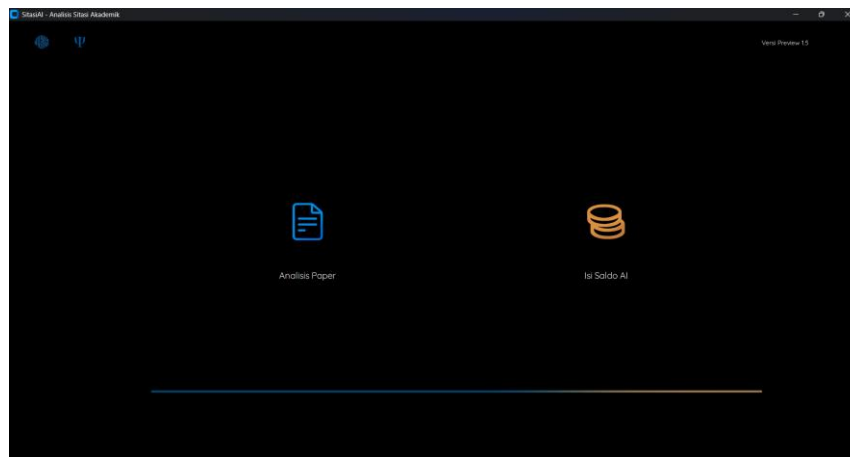 SitasiAI - Analisis Sitasi Akademik
Versi Preview 1.5
Analisis Paper
Isi Saldo AI